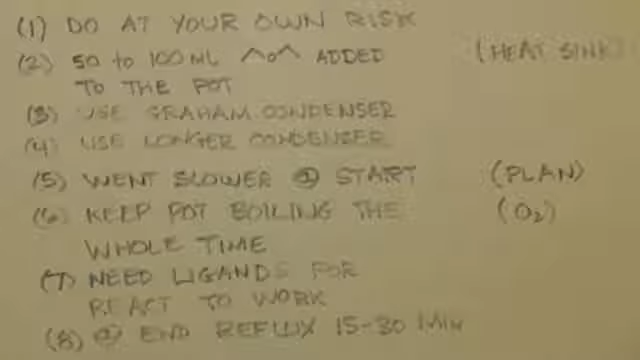 (1) DO AT YOUR OWN RISK
(2) 50 to 100 ML ^o^ ADDED (HEAT SINK)
TO THE POT
(3) USE GRAHAM CONDENSER
(4) USE LONGER CONDENSER
(5) WENT SLOWER @ START (PLAN)
(6) KEEP POT BOILING THE (O₂)
WHOLE TIME
(7) NEED LIGANDS FOR
REACT TO WORK
(8) @ END REFLUX 15-30 MIN